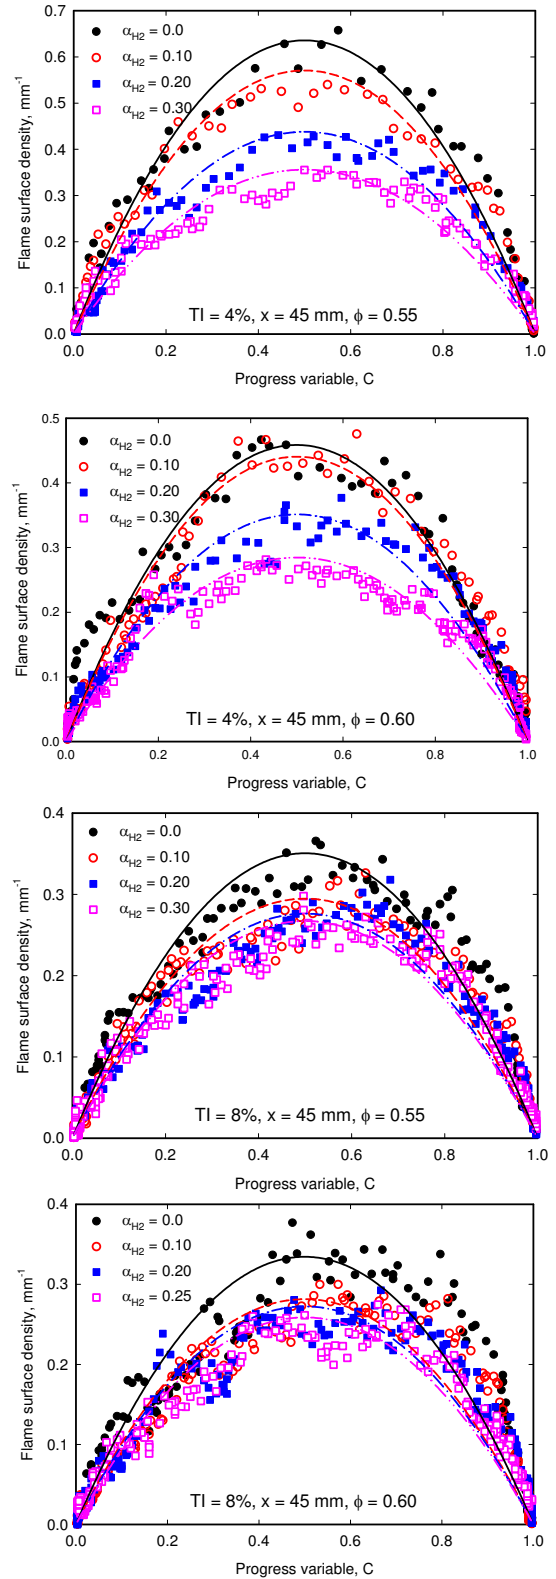 0.7
0.6
0.5
0.4
0.3
0.2
0.1
0.0
Flame surface density, mm⁻¹
α_H2 = 0.0
α_H2 = 0.10
α_H2 = 0.20
α_H2 = 0.30
TI = 4%, x = 45 mm, ϕ = 0.55
0.0 0.2 0.4 0.6 0.8 1.0
Progress variable, C
0.5
0.4
0.3
0.2
0.1
0.0
Flame surface density, mm⁻¹
α_H2 = 0.0
α_H2 = 0.10
α_H2 = 0.20
α_H2 = 0.30
TI = 4%, x = 45 mm, ϕ = 0.60
0.0 0.2 0.4 0.6 0.8 1.0
Progress variable, C
0.4
0.3
0.2
0.1
0.0
Flame surface density, mm⁻¹
α_H2 = 0.0
α_H2 = 0.10
α_H2 = 0.20
α_H2 = 0.30
TI = 8%, x = 45 mm, ϕ = 0.55
0.0 0.2 0.4 0.6 0.8 1.0
Progress variable, C
0.4
0.3
0.2
0.1
0.0
Flame surface density, mm⁻¹
α_H2 = 0.0
α_H2 = 0.10
α_H2 = 0.20
α_H2 = 0.25
TI = 8%, x = 45 mm, ϕ = 0.60
0.0 0.2 0.4 0.6 0.8 1.0
Progress variable, C